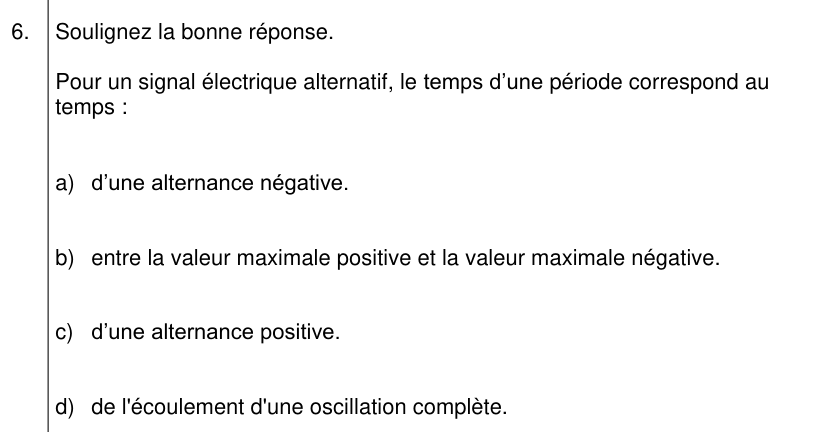 6. Soulignez la bonne réponse.
Pour un signal électrique alternatif, le temps d’une période correspond au
temps :
a) d’une alternance négative.
b) entre la valeur maximale positive et la valeur maximale négative.
c) d’une alternance positive.
d) de l'écoulement d'une oscillation complète.